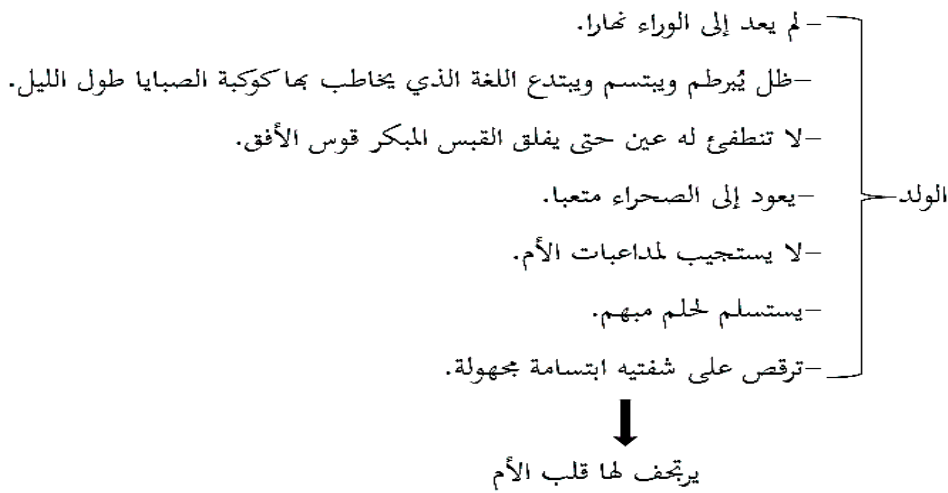 –لم يعد إلى الوراء نهارا.
–ظل يُبرطم ويبتسم ويبتدع اللغة الذي يخاطب بها كوكبة الصبايا طول الليل.
–لا تنطفئ له عين حتى يفلق القبس المبكر قوس الأفق.
الولد
–يعود إلى الصحراء متعبا.
–لا يستجيب لمداعبات الأم.
–يستسلم لحلم مبهم.
–ترقص على شفتيه ابتسامة مجهولة.
يرتجف لها قلب الأم